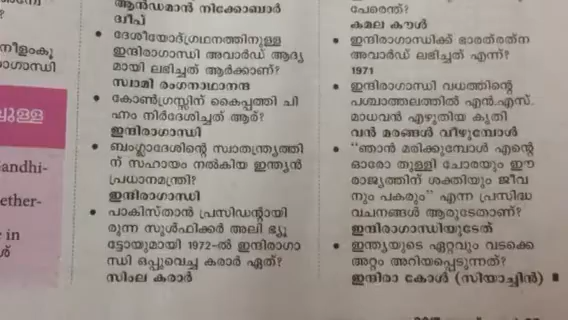 നീളംകൂ
ാഗാന്ധി
ല്ലുള്ള
Gandhi-
ether-
e in
ശ്
ആൻഡമാൻ നിക്കോബാർ
ദ്വീപ്
• ദേശീയോദ്ഗ്രഥനത്തിനുള്ള
ഇന്ദിരാഗാന്ധി അവാർഡ് ആദ്യ
മായി ലഭിച്ചത് ആർക്കാണ്?
സ്വാമി രംഗനാഥാനന്ദ
• കോൺഗ്രസ്സിന് കൈപ്പത്തി ചി
ഹ്നം നിർദേശിച്ചത് ആര്?
ഇന്ദിരാഗാന്ധി
• ബംഗ്ലാദേശിന്റെ സ്വാതന്ത്ര്യത്തി
ന് സഹായം നൽകിയ ഇന്ത്യൻ
പ്രധാനമന്ത്രി?
ഇന്ദിരാഗാന്ധി
• പാകിസ്താൻ പ്രസിഡന്റായി
രുന്ന സുൾഫിക്കർ അലി ഭ്യൂ
ട്ടോയുമായി 1972-ൽ ഇന്ദിരാഗാ
ന്ധി ഒപ്പുവെച്ച കരാർ ഏത്?
സിംല കരാർ
പേരെന്ത്?
കമല കൗൾ
• ഇന്ദിരാഗാന്ധിക്ക് ഭാരത്‌രത്ന
അവാർഡ് ലഭിച്ചത് എന്ന്?
1971
• ഇന്ദിരാഗാന്ധി വധത്തിന്റെ
പശ്ചാത്തലത്തിൽ എൻ.എസ്.
മാധവൻ എഴുതിയ കൃതി
വൻ മരങ്ങൾ വീഴുമ്പോൾ
• “ഞാൻ മരിക്കുമ്പോൾ എന്റെ
ഓരോ തുള്ളി ചോരയും ഈ
രാജ്യത്തിന് ശക്തിയും ജീവ
നും പകരും” എന്ന പ്രസിദ്ധ
വചനങ്ങൾ ആരുടേതാണ്?
ഇന്ദിരാഗാന്ധിയുടേത്
• ഇന്ത്യയുടെ ഏറ്റവും വടക്കെ
അറ്റം അറിയപ്പെടുന്നത്?
ഇന്ദിരാ കോൾ (സിയാച്ചിൻ) ■